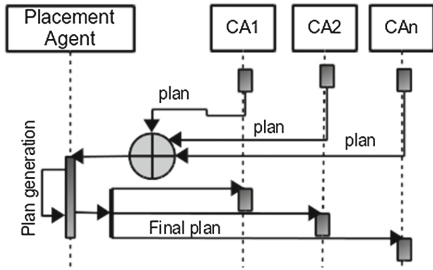 Placement
Agent
CA1
CA2
CAn
plan
plan
plan
Plan generation
Final plan